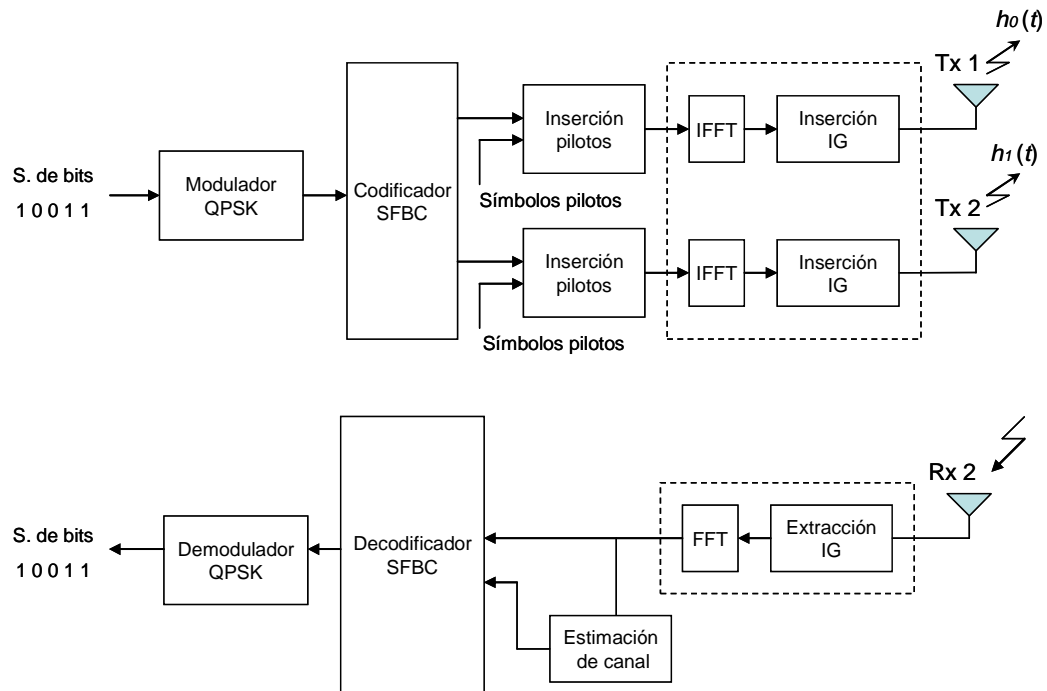 h₀(t)
Tx 1
Inserción
pilotos
IFFT
Inserción
IG
h₁(t)
S. de bits
1 0 0 1 1
Modulador
QPSK
Codificador
SFBC
Símbolos pilotos
Tx 2
Inserción
pilotos
IFFT
Inserción
IG
Símbolos pilotos
Rx 2
S. de bits
1 0 0 1 1
Demodulador
QPSK
Decodificador
SFBC
FFT
Extracción
IG
Estimación
de canal